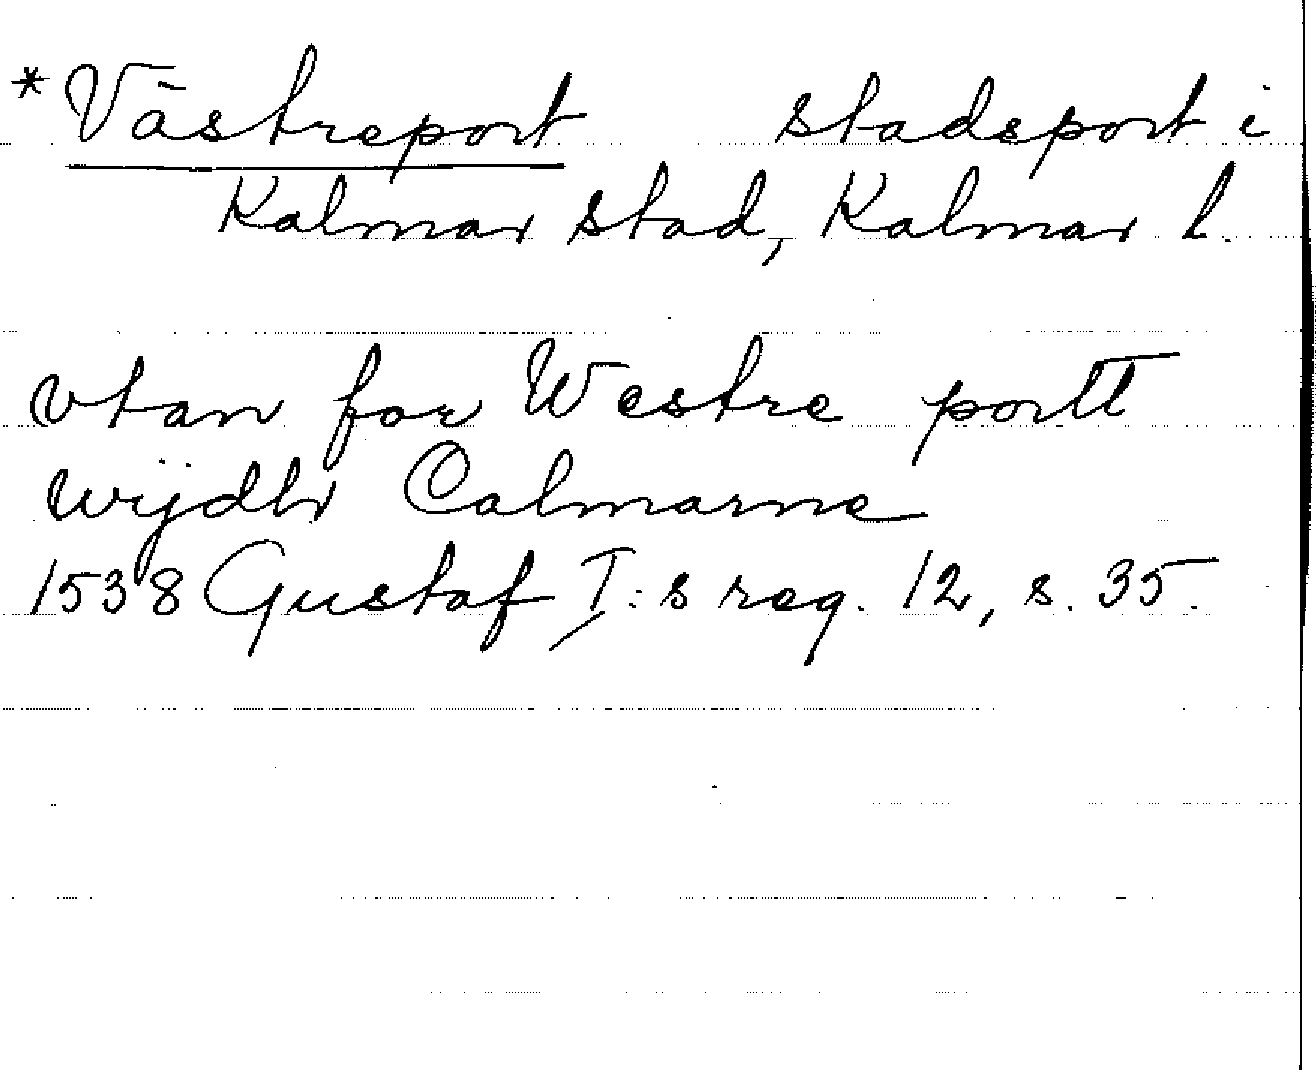 *Västreport stadsport i
Kalmar stad, Kalmar l.
vtan for Westre portt
wijdh Calmarne
1538 Gustaf I:s reg. 12, s. 35.